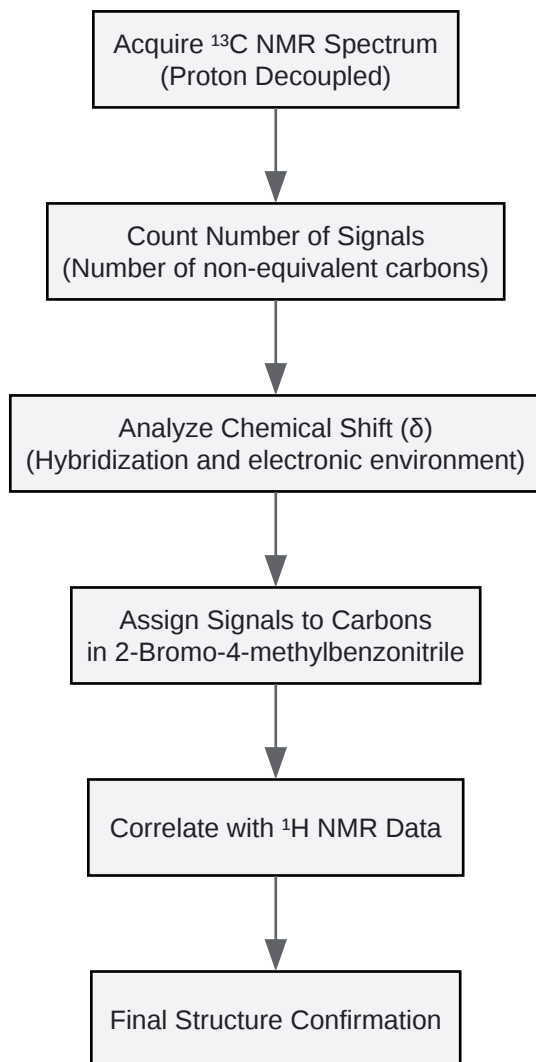 Acquire ¹³C NMR Spectrum
(Proton Decoupled)
Count Number of Signals
(Number of non-equivalent carbons)
Analyze Chemical Shift (δ)
(Hybridization and electronic environment)
Assign Signals to Carbons
in 2-Bromo-4-methylbenzonitrile
Correlate with ¹H NMR Data
Final Structure Confirmation